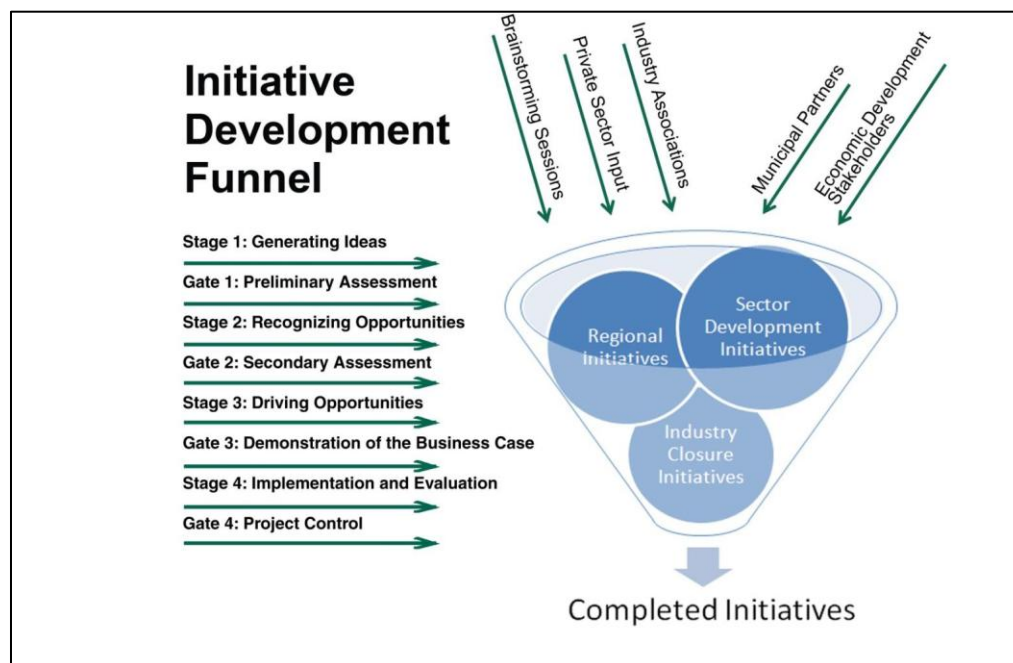 Initiative
Development
Funnel
Stage 1: Generating Ideas
Gate 1: Preliminary Assessment
Stage 2: Recognizing Opportunities
Gate 2: Secondary Assessment
Stage 3: Driving Opportunities
Gate 3: Demonstration of the Business Case
Stage 4: Implementation and Evaluation
Gate 4: Project Control
Brainstorming Sessions
Private Sector Input
Industry Associations
Municipal Partners
Economic Development
Stakeholders
Regional
Initiatives
Sector
Development
Initiatives
Industry
Closure
Initiatives
Completed Initiatives